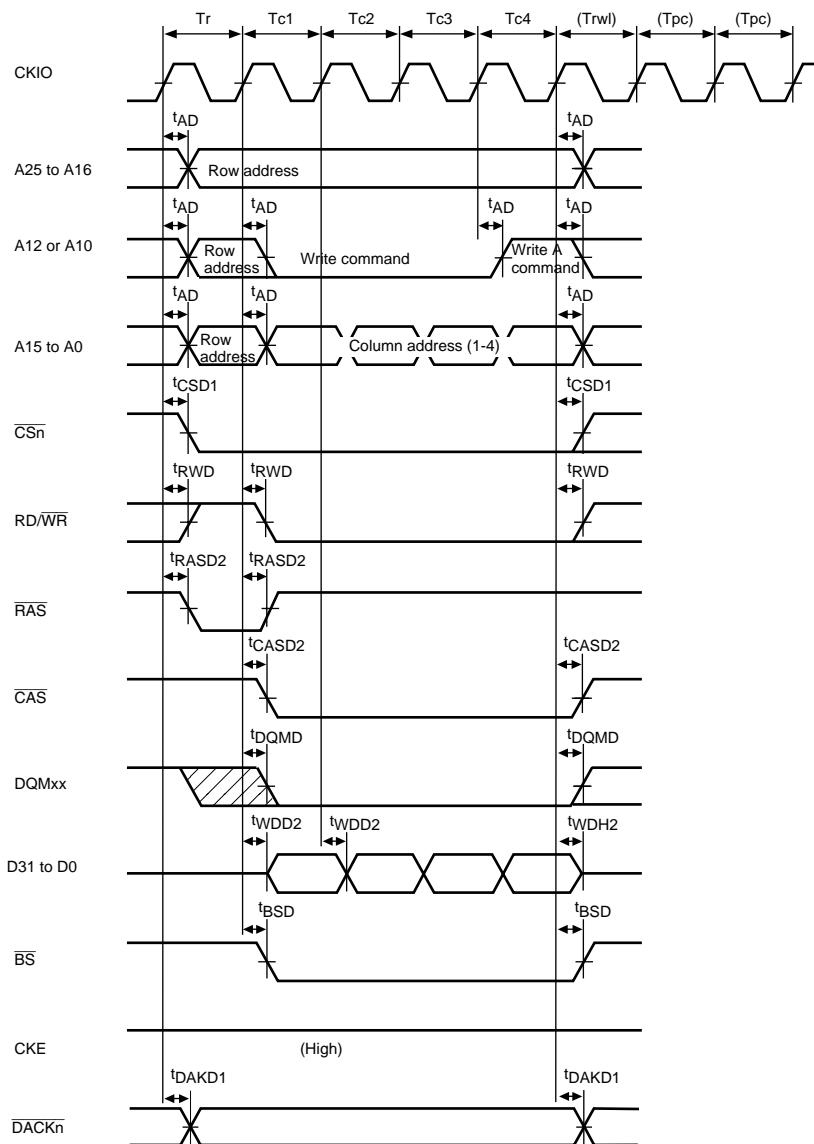 Tr Tc1 Tc2 Tc3 Tc4 (Trwl) (Tpc) (Tpc)
CKIO
tAD tAD
A25 to A16 Row address
tAD tAD tAD tAD
A12 or A10 Row address Write command Write A command
tAD tAD tAD
A15 to A0 Row address Column address (1-4)
tCSD1 tCSD1
CSn
tRWD tRWD tRWD
RD/WR
tRASD2 tRASD2
RAS
tCASD2 tCASD2
CAS
tDQMD tDQMD
DQMxx
tWDD2 tWDD2 tWDH2
D31 to D0
tBSD tBSD
BS
CKE (High)
tDAKD1 tDAKD1
DACKn